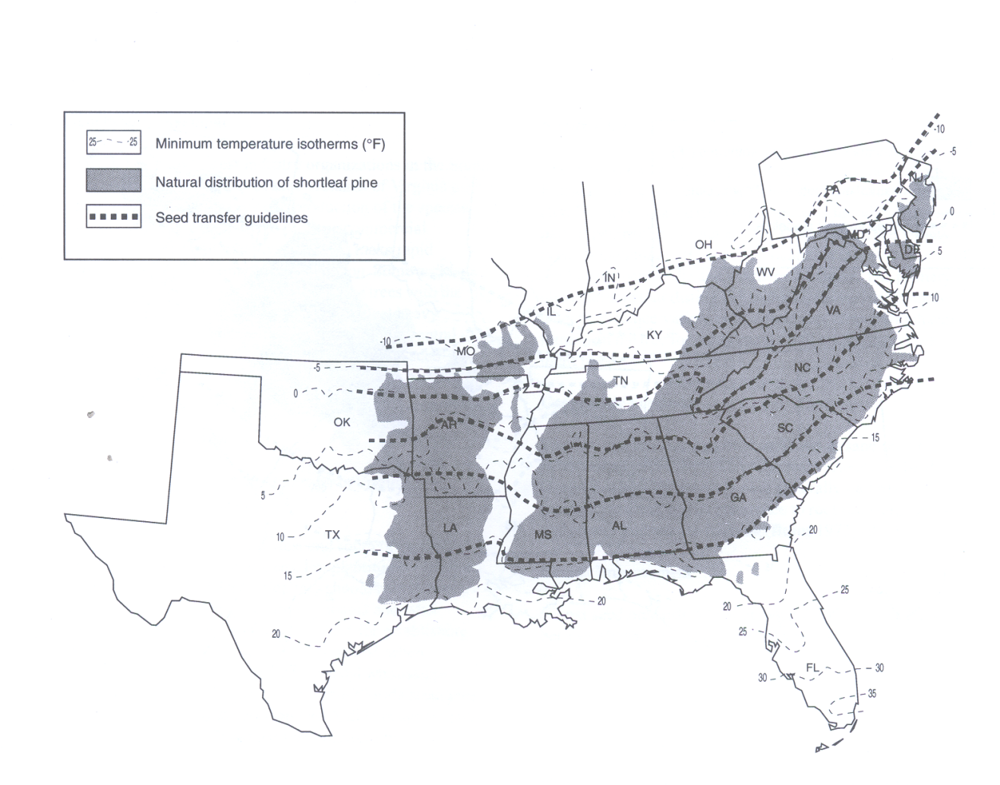 25 - - - 25 Minimum temperature isotherms (°F)
Natural distribution of shortleaf pine
Seed transfer guidelines
-10
-5
NJ
PA
0
MD
OH
DE
5
WV
IN
10
IL
VA
KY
-10
MO
-5
NC
TN
0
OK
AR
SC
15
5
GA
LA
AL
20
TX
MS
10
15
25
20
20
25
20
FL
30
30
35